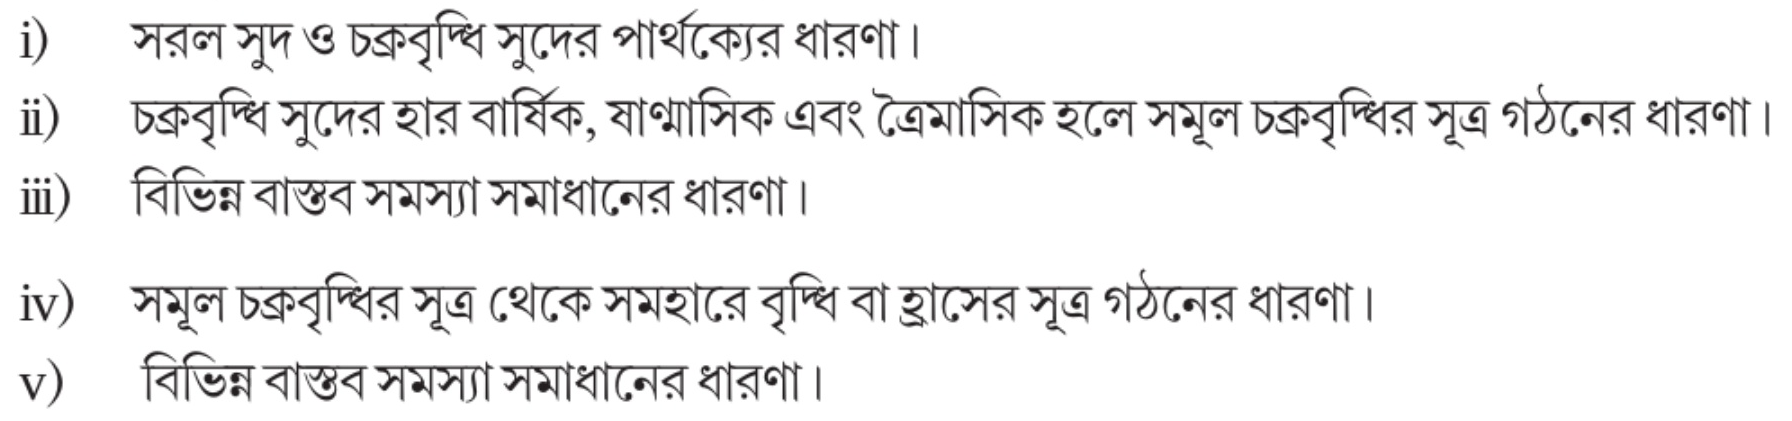 i) সরল সুদ ও চক্রবৃদ্ধি সুদের পার্থক্যের ধারণা।
ii) চক্রবৃদ্ধি সুদের হার বার্ষিক, ষাণ্মাসিক এবং ত্রৈমাসিক হলে সমূল চক্রবৃদ্ধির সূত্র গঠনের ধারণা।
iii) বিভিন্ন বাস্তব সমস্যা সমাধানের ধারণা।
iv) সমূল চক্রবৃদ্ধির সূত্র থেকে সমহারে বৃদ্ধি বা হ্রাসের সূত্র গঠনের ধারণা।
v) বিভিন্ন বাস্তব সমস্যা সমাধানের ধারণা।